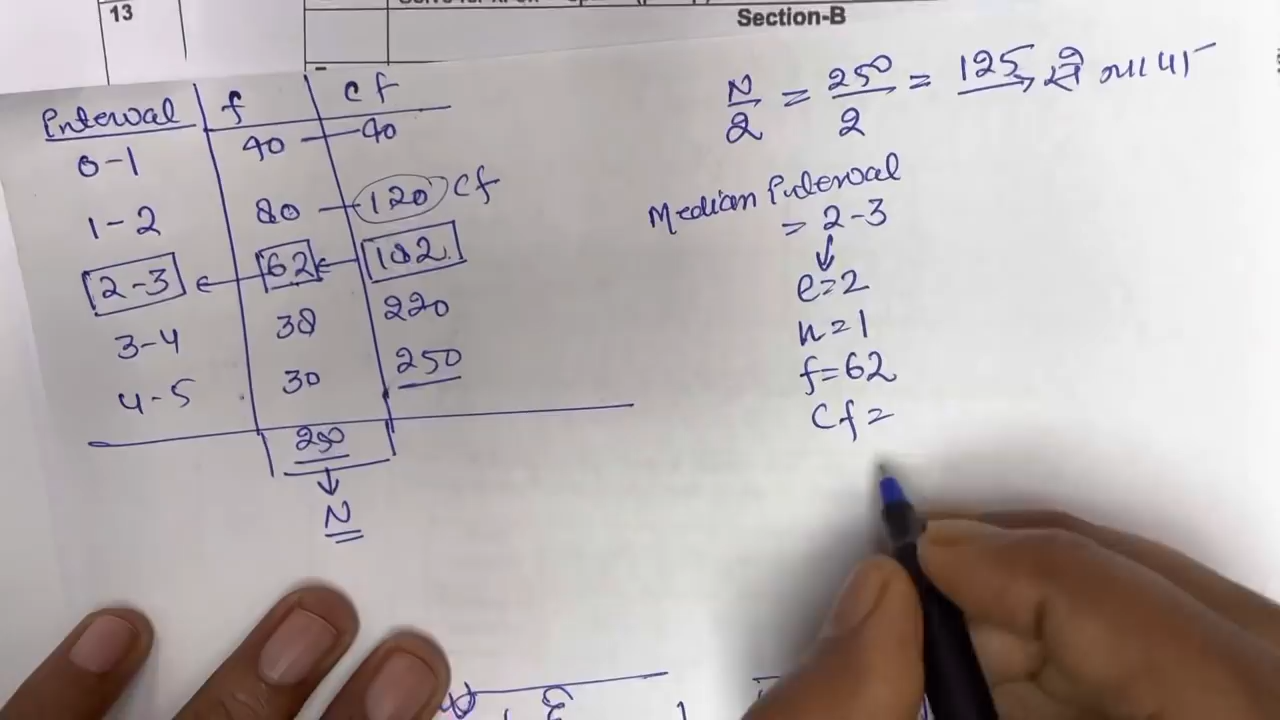 13
Section-B
Interval f cf
0-1 40 40
1-2 80 120 cf
2-3 62 182
3-4 38 220
4-5 30 250
250
N
N/2 = 250/2 = 125 से
Median Interval
= 2-3
l=2
h=1
f=62
Cf=